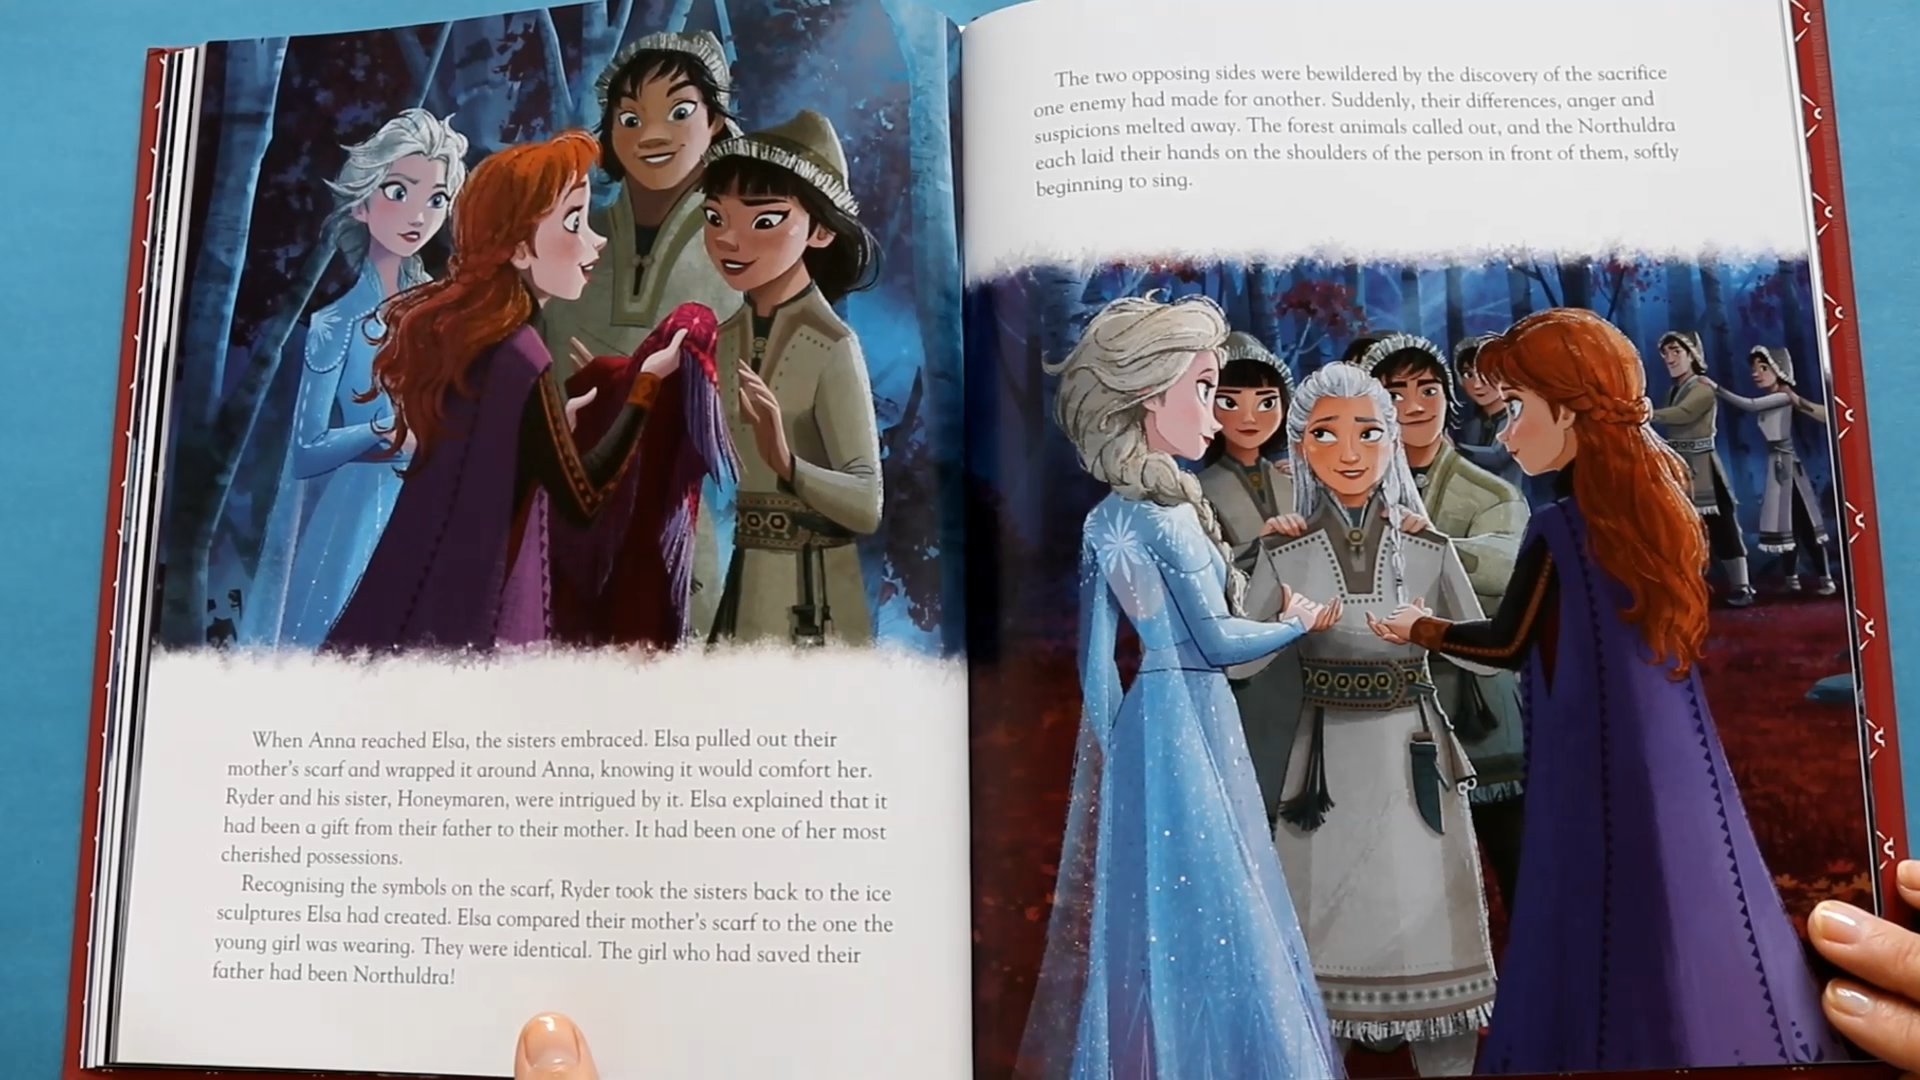 When Anna reached Elsa, the sisters embraced. Elsa pulled out their
mother's scarf and wrapped it around Anna, knowing it would comfort her.
Ryder and his sister, Honeymaren, were intrigued by it. Elsa explained that it
had been a gift from their father to their mother. It had been one of her most
cherished possessions.
Recognising the symbols on the scarf, Ryder took the sisters back to the ice
sculptures Elsa had created. Elsa compared their mother's scarf to the one the
young girl was wearing. They were identical. The girl who had saved their
father had been Northuldra!
The two opposing sides were bewildered by the discovery of the sacrifice
one enemy had made for another. Suddenly, their differences, anger and
suspicions melted away. The forest animals called out, and the Northuldra
each laid their hands on the shoulders of the person in front of them, softly
beginning to sing.